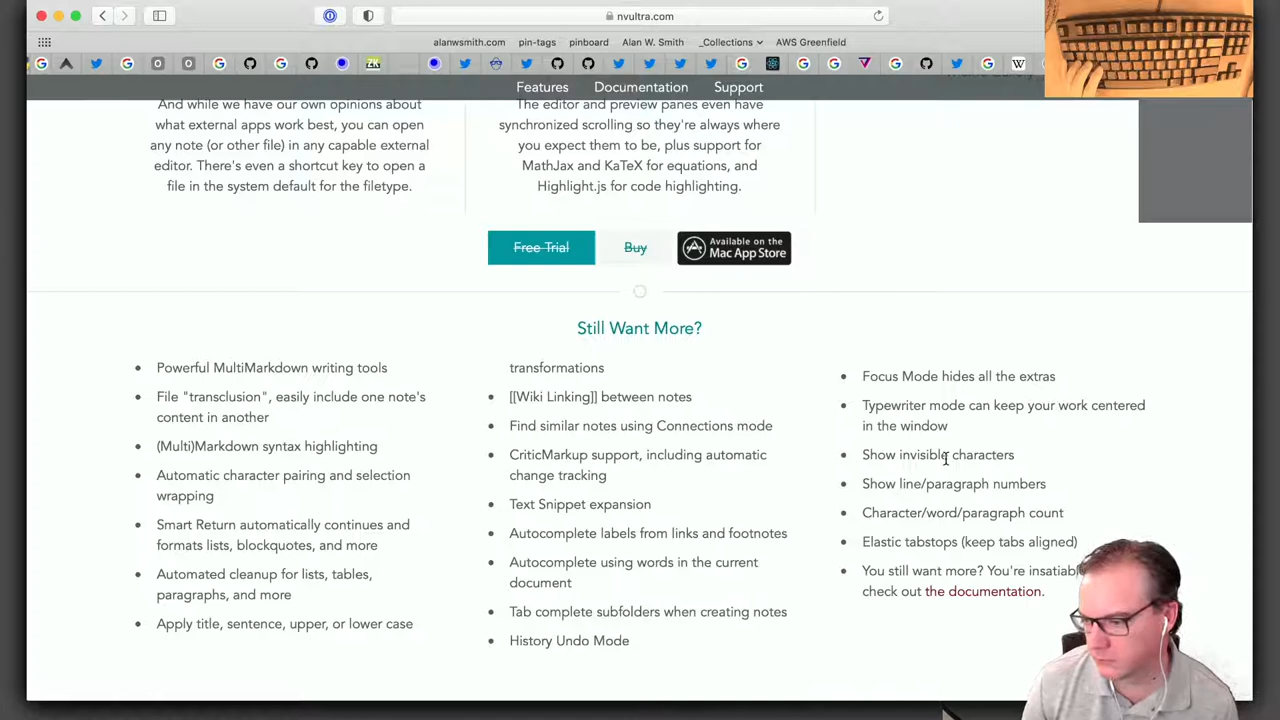 nvultra.com
alanwsmith.com pin-tags pinboard Alan W. Smith _Collections AWS Greenfield
Features Documentation Support
And while we have our own opinions about
what external apps work best, you can open
any note (or other file) in any capable external
editor. There's even a shortcut key to open a
file in the system default for the filetype.
The editor and preview panes even have
synchronized scrolling so they're always where
you expect them to be, plus support for
MathJax and KaTeX for equations, and
Highlight.js for code highlighting.
Free Trial
Buy
Available on the
Mac App Store
Still Want More?
• Powerful MultiMarkdown writing tools
• File "transclusion", easily include one note's
content in another
• (Multi)Markdown syntax highlighting
• Automatic character pairing and selection
wrapping
• Smart Return automatically continues and
formats lists, blockquotes, and more
• Automated cleanup for lists, tables,
paragraphs, and more
• Apply title, sentence, upper, or lower case
transformations
• [[Wiki Linking]] between notes
• Find similar notes using Connections mode
• CriticMarkup support, including automatic
change tracking
• Text Snippet expansion
• Autocomplete labels from links and footnotes
• Autocomplete using words in the current
document
• Tab complete subfolders when creating notes
• History Undo Mode
• Focus Mode hides all the extras
• Typewriter mode can keep your work centered
in the window
• Show invisible characters
• Show line/paragraph numbers
• Character/word/paragraph count
• Elastic tabstops (keep tabs aligned)
• You still want more? You're insatiabl
check out the documentation.